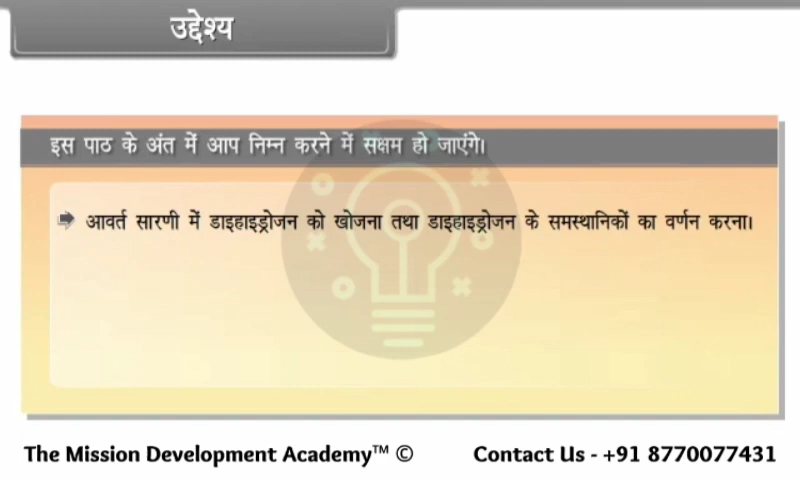 उद्देश्य
इस पाठ के अंत में आप निम्न करने में सक्षम हो जाएंगे।
आवर्त सारणी में डाइहाइड्रोजन को खोजना तथा डाइहाइड्रोजन के समस्थानिकों का वर्णन करना।
The Mission Development Academy™ © Contact Us - +91 8770077431